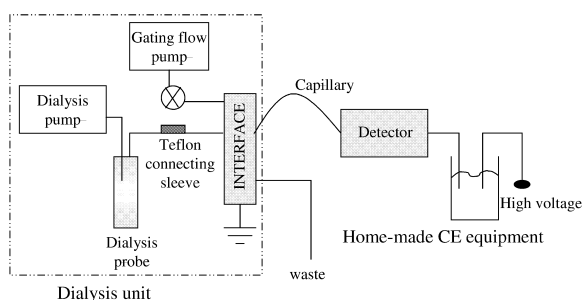 Gating flow
pump
Dialysis
pump
Capillary
Detector
INTERFACE
Teflon
connecting
sleeve
High voltage
Dialysis
probe
Home-made CE equipment
waste
Dialysis unit